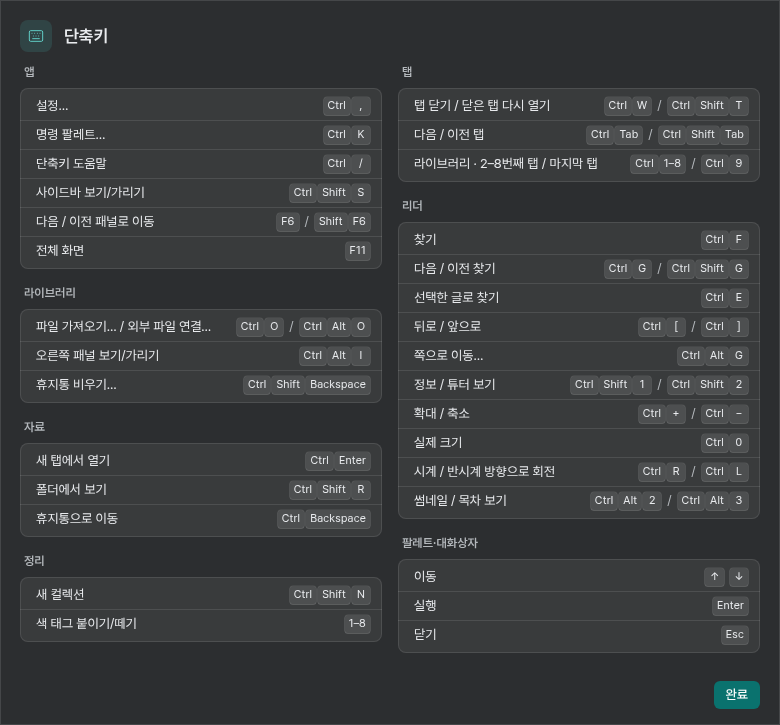 단축키
앱
설정... Ctrl ,
명령 팔레트... Ctrl K
단축키 도움말 Ctrl /
사이드바 보기/가리기 Ctrl Shift S
다음 / 이전 패널로 이동 F6 / Shift F6
전체 화면 F11
라이브러리
파일 가져오기... / 외부 파일 연결... Ctrl O / Ctrl Alt O
오른쪽 패널 보기/가리기 Ctrl Alt I
휴지통 비우기... Ctrl Shift Backspace
자료
새 탭에서 열기 Ctrl Enter
폴더에서 보기 Ctrl Shift R
휴지통으로 이동 Ctrl Backspace
정리
새 컬렉션 Ctrl Shift N
색 태그 붙이기/떼기 1–8
탭
탭 닫기 / 닫은 탭 다시 열기 Ctrl W / Ctrl Shift T
다음 / 이전 탭 Ctrl Tab / Ctrl Shift Tab
라이브러리 · 2–8번째 탭 / 마지막 탭 Ctrl 1–8 / Ctrl 9
리더
찾기 Ctrl F
다음 / 이전 찾기 Ctrl G / Ctrl Shift G
선택한 글로 찾기 Ctrl E
뒤로 / 앞으로 Ctrl [ / Ctrl ]
쪽으로 이동... Ctrl Alt G
정보 / 튜터 보기 Ctrl Shift 1 / Ctrl Shift 2
확대 / 축소 Ctrl + / Ctrl −
실제 크기 Ctrl 0
시계 / 반시계 방향으로 회전 Ctrl R / Ctrl L
썸네일 / 목차 보기 Ctrl Alt 2 / Ctrl Alt 3
팔레트·대화상자
이동 ↑ ↓
실행 Enter
닫기 Esc
완료